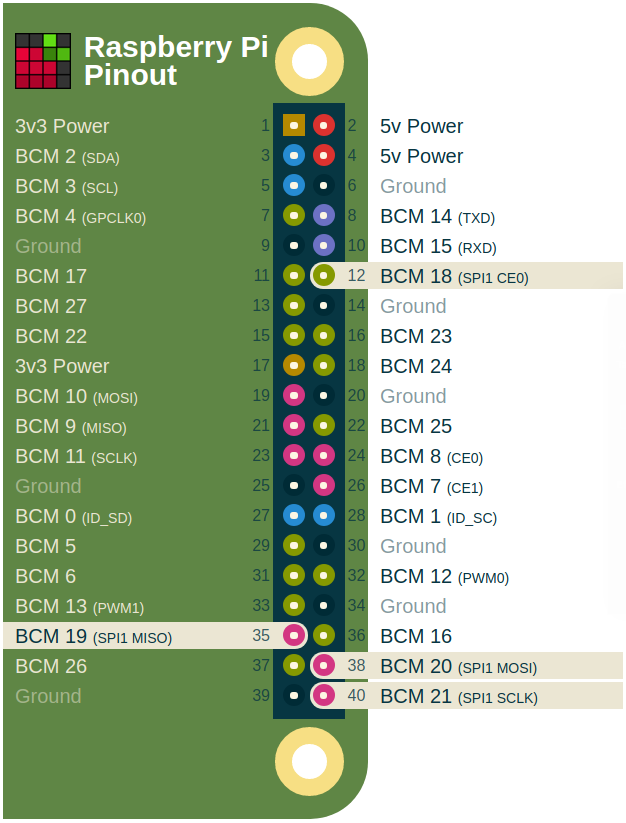 Raspberry Pi
Pinout
3v3 Power 1 2 5v Power
BCM 2 (SDA) 3 4 5v Power
BCM 3 (SCL) 5 6 Ground
BCM 4 (GPCLK0) 7 8 BCM 14 (TXD)
Ground 9 10 BCM 15 (RXD)
BCM 17 11 12 BCM 18 (SPI1 CE0)
BCM 27 13 14 Ground
BCM 22 15 16 BCM 23
3v3 Power 17 18 BCM 24
BCM 10 (MOSI) 19 20 Ground
BCM 9 (MISO) 21 22 BCM 25
BCM 11 (SCLK) 23 24 BCM 8 (CE0)
Ground 25 26 BCM 7 (CE1)
BCM 0 (ID_SD) 27 28 BCM 1 (ID_SC)
BCM 5 29 30 Ground
BCM 6 31 32 BCM 12 (PWM0)
BCM 13 (PWM1) 33 34 Ground
BCM 19 (SPI1 MISO) 35 36 BCM 16
BCM 26 37 38 BCM 20 (SPI1 MOSI)
Ground 39 40 BCM 21 (SPI1 SCLK)